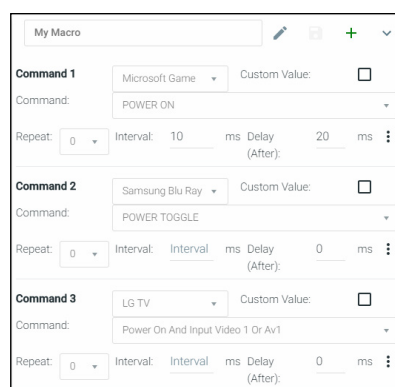 My Macro
Command 1 Microsoft Game Custom Value:
Command: POWER ON
Repeat: 0 Interval: 10 ms Delay (After): 20 ms
Command 2 Samsung Blu Ray Custom Value:
Command: POWER TOGGLE
Repeat: 0 Interval: Interval ms Delay (After): 0 ms
Command 3 LG TV Custom Value:
Command: Power On And Input Video 1 Or Av1
Repeat: 0 Interval: Interval ms Delay (After): 0 ms